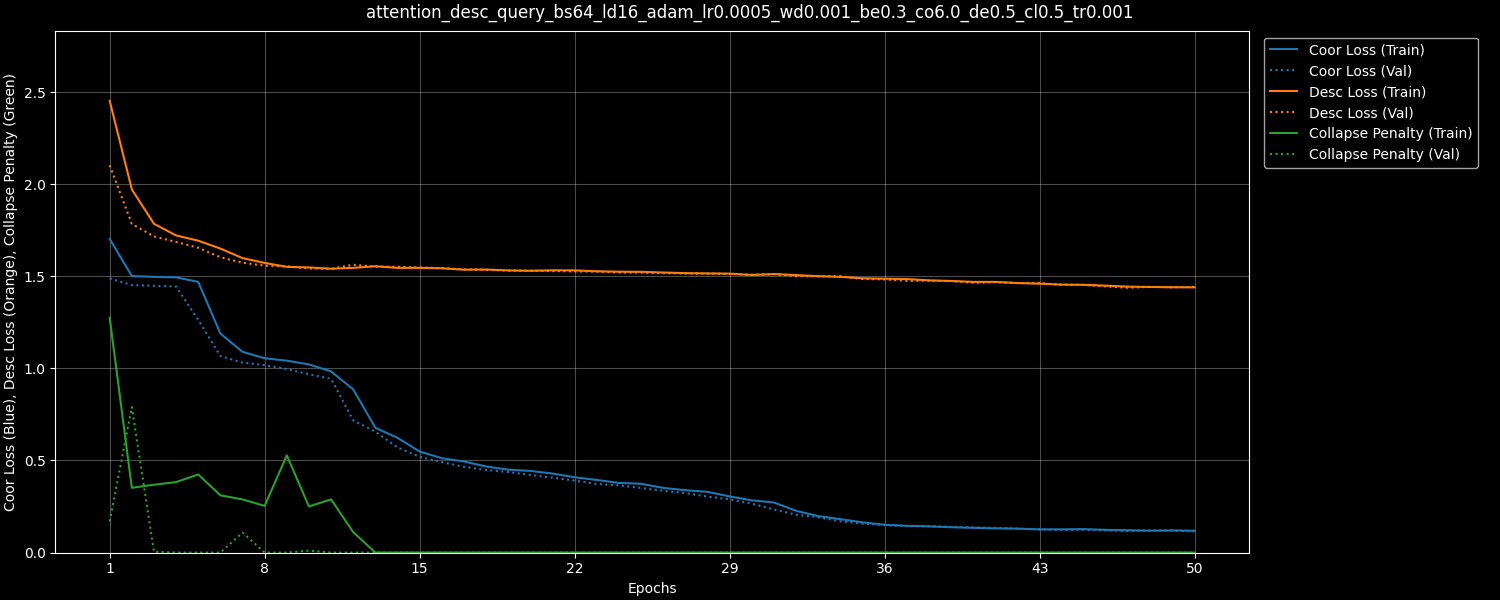 attention_desc_query_bs64_ld16_adam_lr0.0005_wd0.001_be0.3_co6.0_de0.5_cl0.5_tr0.001
Coor Loss (Blue), Desc Loss (Orange), Collapse Penalty (Green)
2.5
2.0
1.5
1.0
0.5
0.0
1 8 15 22 29 36 43 50
Epochs
Coor Loss (Train)
Coor Loss (Val)
Desc Loss (Train)
Desc Loss (Val)
Collapse Penalty (Train)
Collapse Penalty (Val)